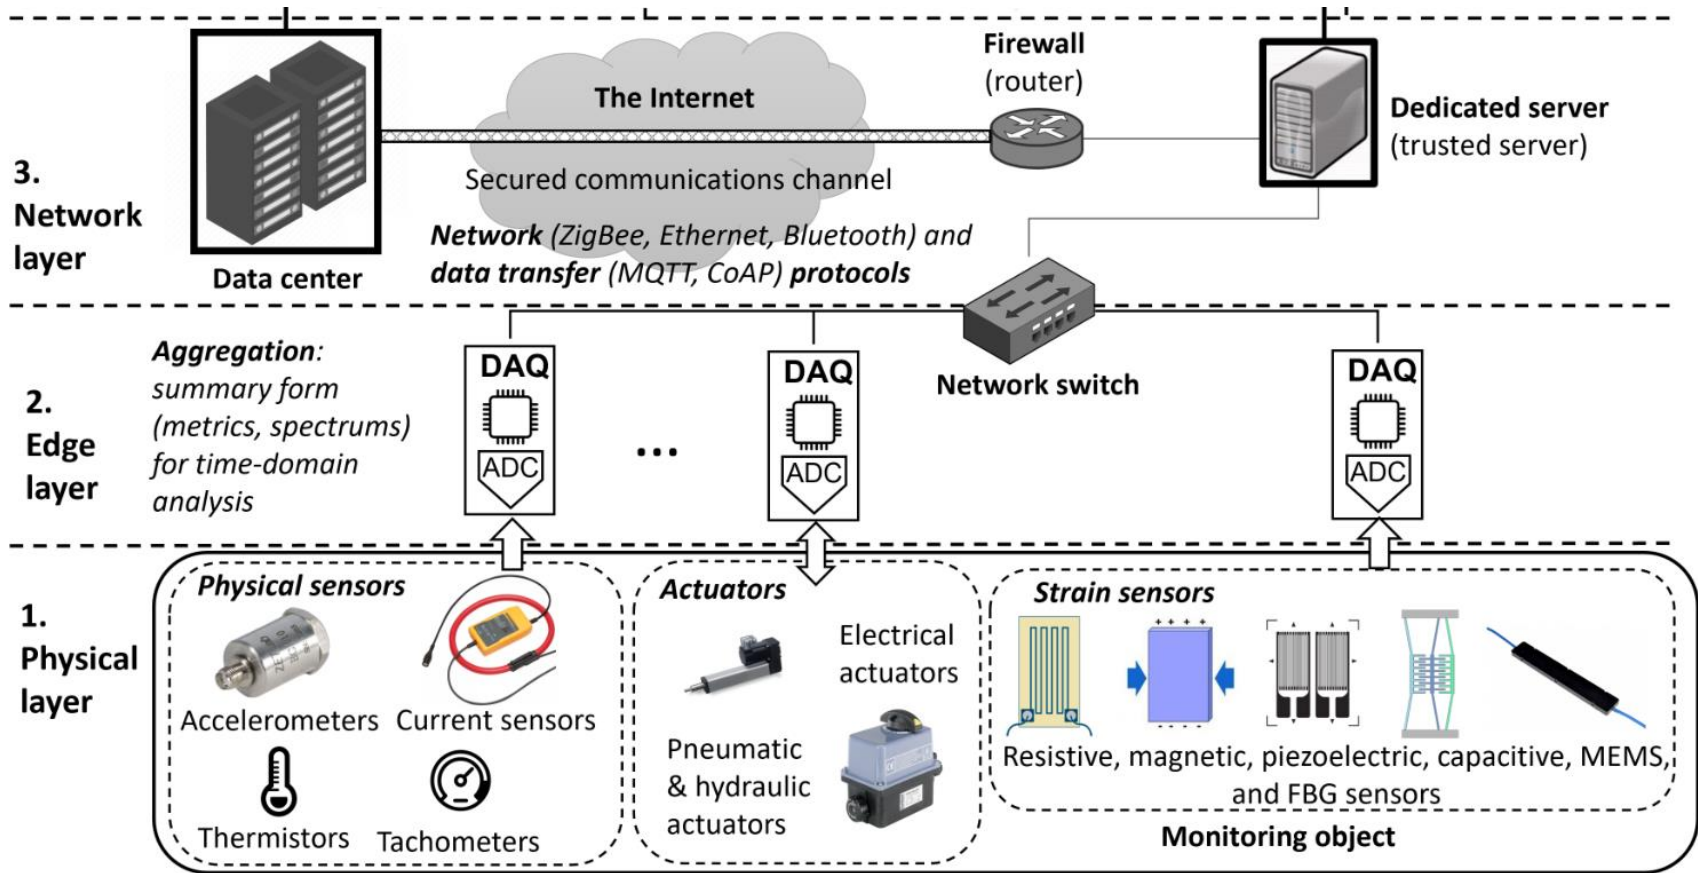 The Internet
Firewall
(router)
Dedicated server
(trusted server)
Secured communications channel
3.
Network
layer
Network (ZigBee, Ethernet, Bluetooth) and
data transfer (MQTT, CoAP) protocols
Data center
Aggregation:
summary form
(metrics, spectrums)
for time-domain
analysis
2.
Edge
layer
DAQ
ADC
...
DAQ
ADC
Network switch
DAQ
ADC
1.
Physical
layer
Physical sensors
Accelerometers
Current sensors
Thermistors
Tachometers
Actuators
Electrical
actuators
Pneumatic
& hydraulic
actuators
Strain sensors
+ + + +
- - - -
Resistive, magnetic, piezoelectric, capacitive, MEMS,
and FBG sensors
Monitoring object